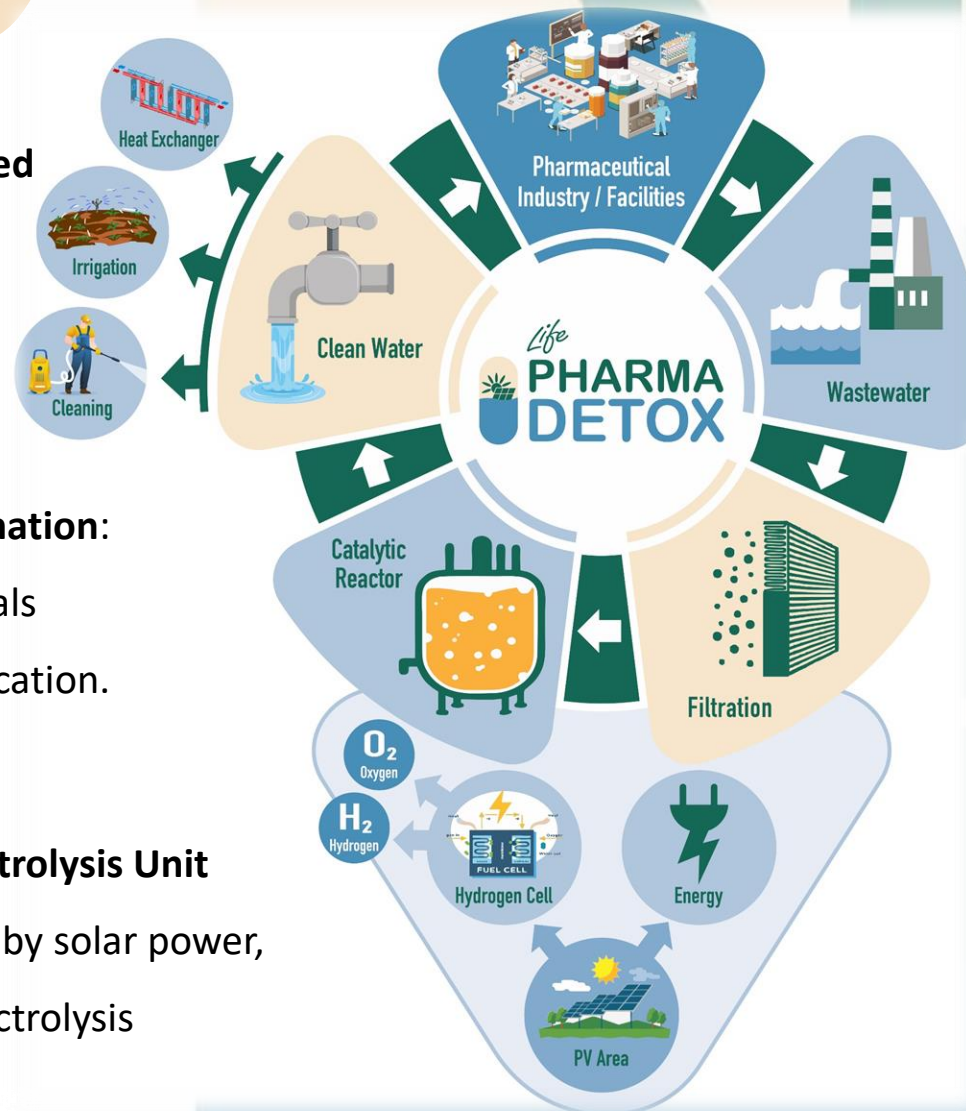 ed
nation:
als
cation.
trolysis Unit
by solar power,
ctrolysis
Heat Exchanger
Irrigation
Cleaning
Clean Water
Pharmaceutical
Industry / Facilities
Wastewater
Life
PHARMA
DETOX
Catalytic
Reactor
Filtration
O₂
Oxygen
H₂
Hydrogen
FUEL CELL
Hydrogen Cell
Energy
PV Area